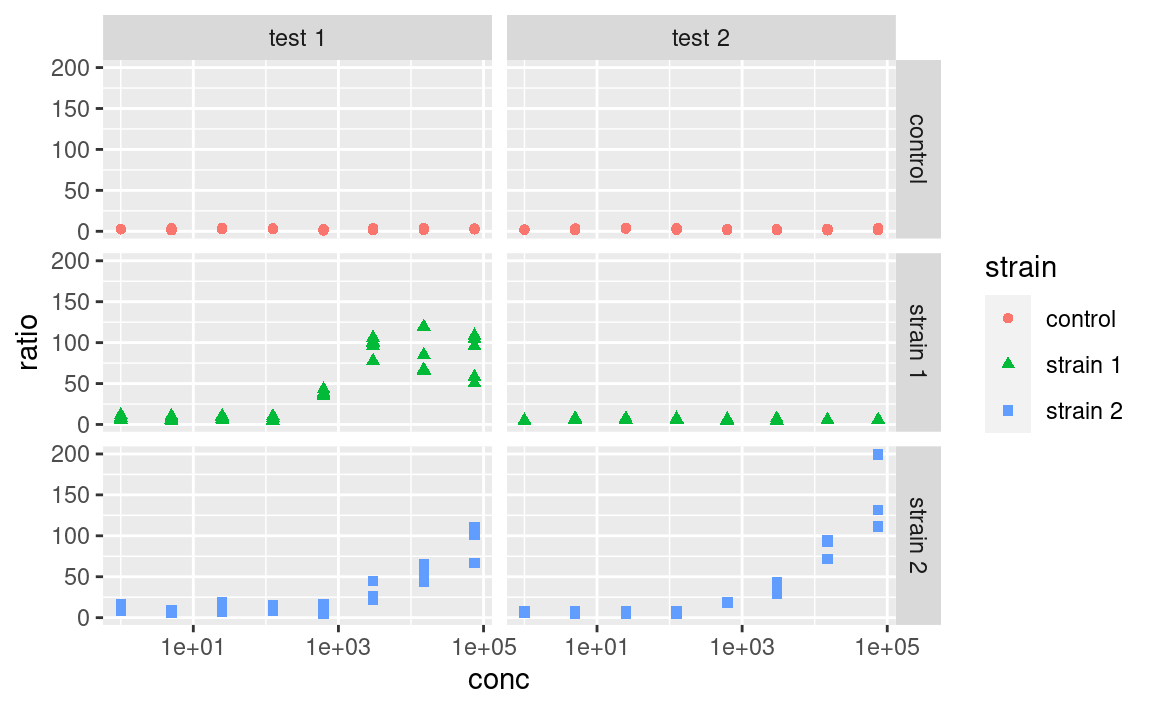 test 1
test 2
200
150
100
50
0
control
200
150
100
50
0
strain 1
200
150
100
50
0
strain 2
1e+01
1e+03
1e+05
1e+01
1e+03
1e+05
conc
ratio
strain
control
strain 1
strain 2